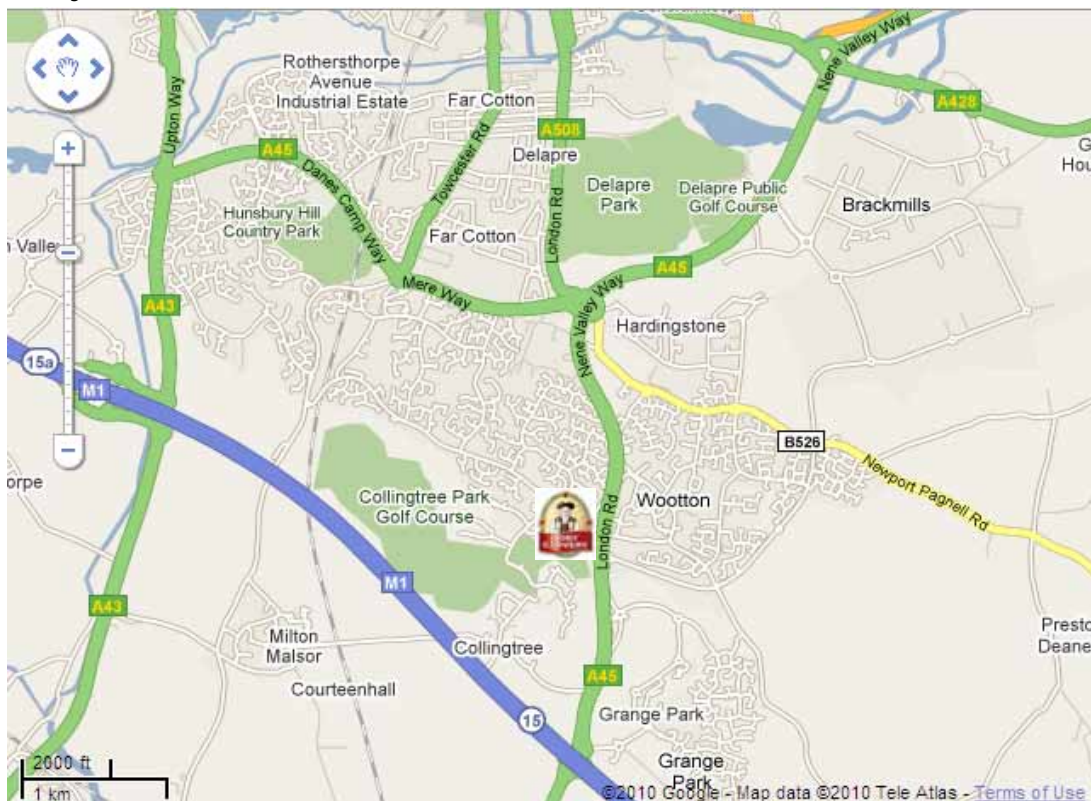 Rothersthorpe
Avenue
Industrial Estate
Far Cotton
Upton Way
Nene Valley Way
A428
A45
A508
Towcester Rd
Delapre
Danes Camp Way
Delapre
Park
Delapre Public
Golf Course
Brackmills
Hunsbury Hill
Country Park
London Rd
Far Cotton
A45
Mere Way
A43
Nene Valley Way
Hardingstone
15a
M1
B526
Newport Pagnell Rd
Collingtree Park
Golf Course
Wootton
London Rd
M1
A43
Milton
Malsor
Collingtree
Courteenhall
A45
Grange Park
15
Grange
Park
2000 ft
1 km
©2010 Google - Map data ©2010 Tele Atlas - Terms of Use